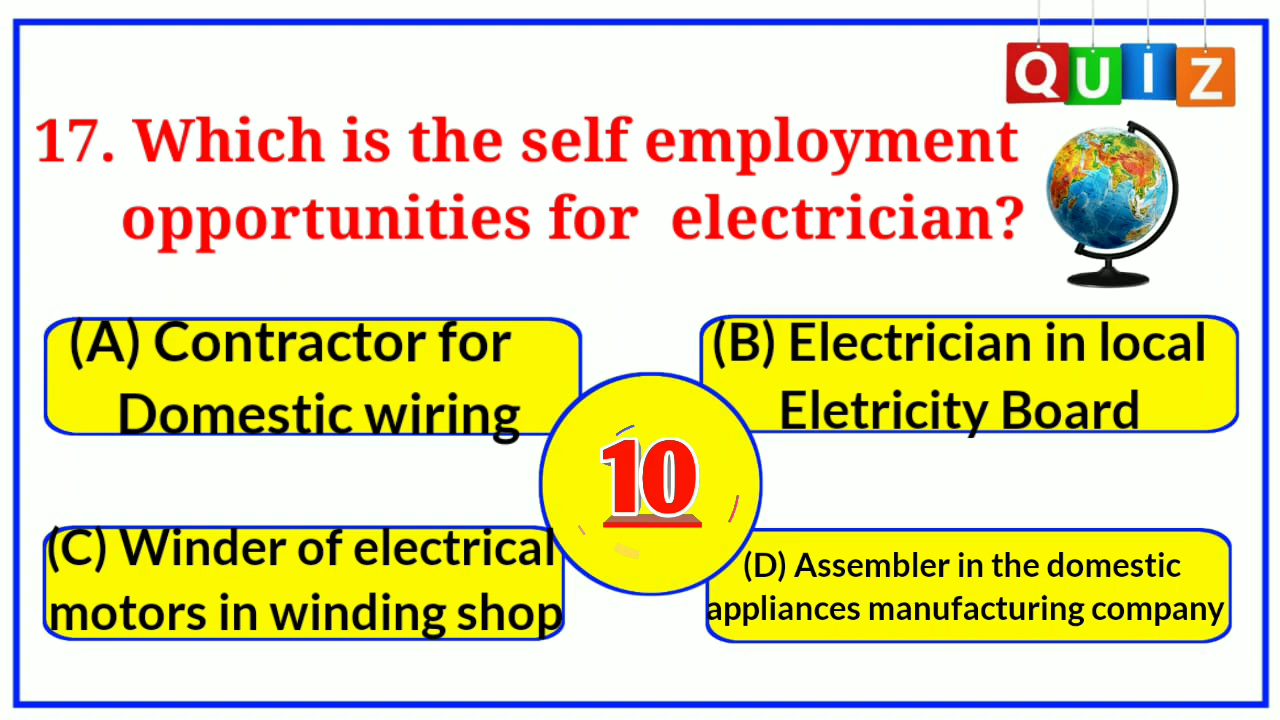 QUIZ
17. Which is the self employment
opportunities for electrician?
(A) Contractor for
Domestic wiring
(B) Electrician in local
Eletricity Board
10
(C) Winder of electrical
motors in winding shop
(D) Assembler in the domestic
appliances manufacturing company